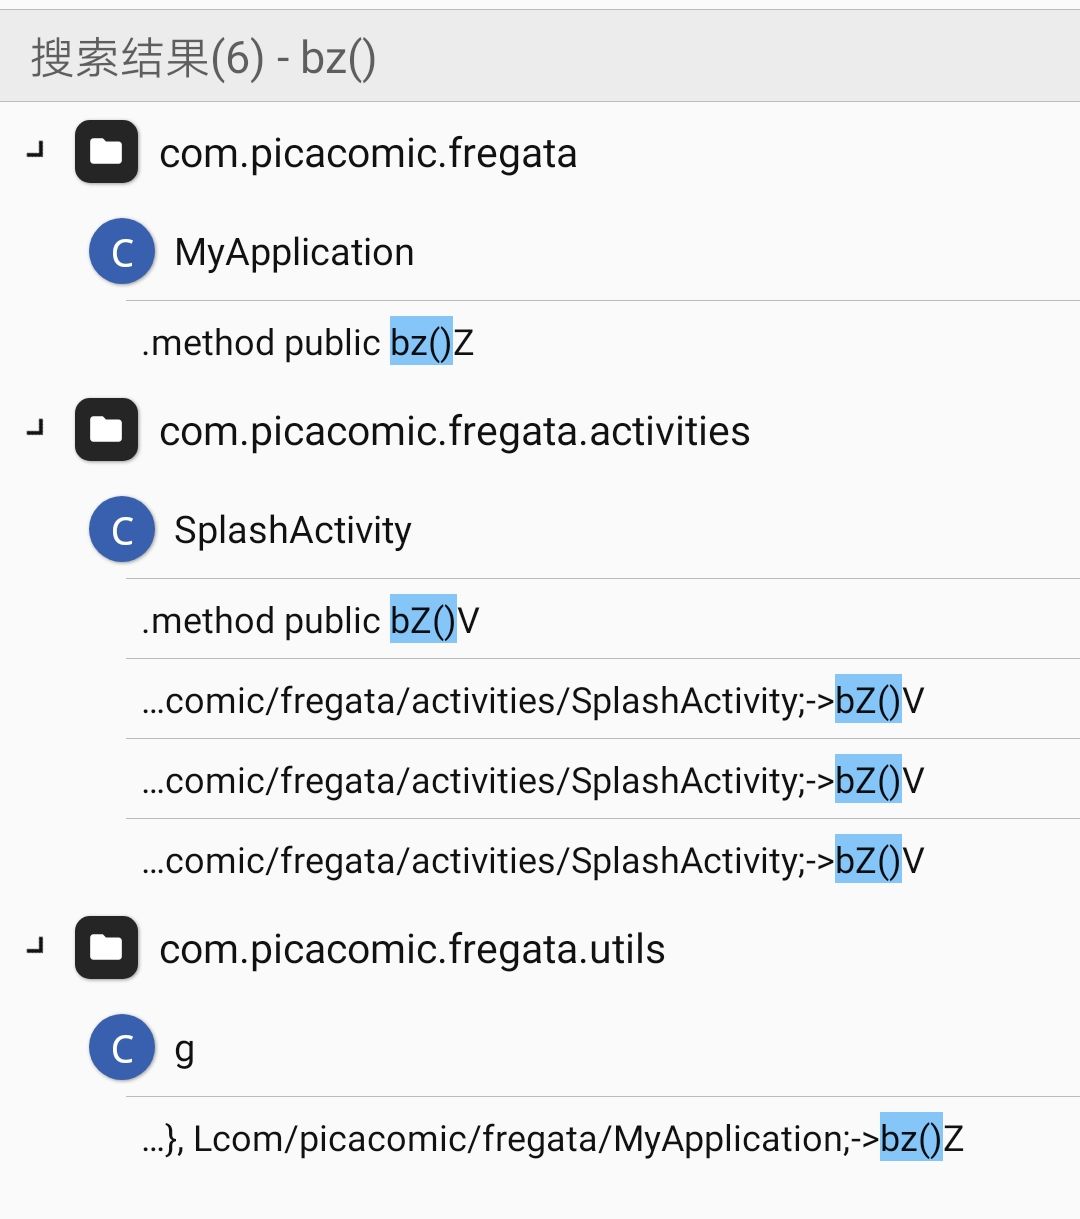 搜索结果(6) - bz()
com.picacomic.fregata
C MyApplication
.method public bz()Z
com.picacomic.fregata.activities
C SplashActivity
.method public bZ()V
...comic/fregata/activities/SplashActivity;->bZ()V
...comic/fregata/activities/SplashActivity;->bZ()V
...comic/fregata/activities/SplashActivity;->bZ()V
com.picacomic.fregata.utils
C g
...}, Lcom/picacomic/fregata/MyApplication;->bz()Z